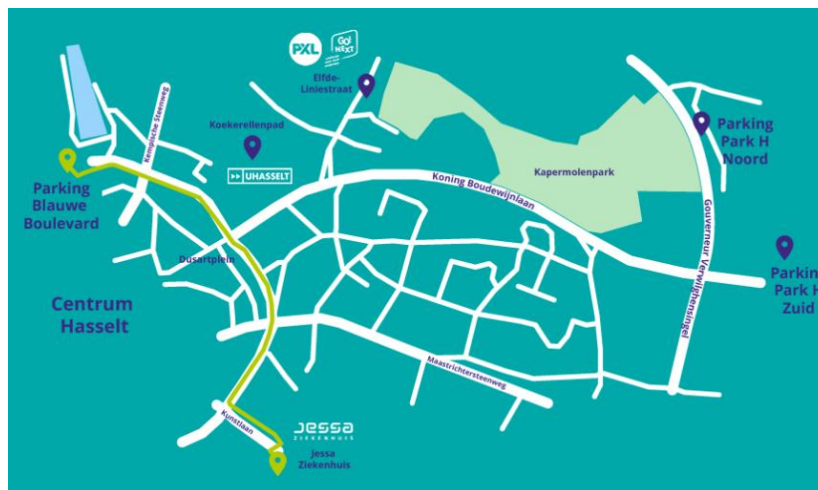 PXL
GO!
NEXT
Elfde-
Liniestraat
Kempische Steenweg
Koekerellenpad
UHASSELT
Parking
Park H
Noord
Kapermolenpark
Koning Boudewijnlaan
Parking
Blauwe
Boulevard
Gouverneur Verwilghensingel
Dusartplein
Parking
Park H
Zuid
Centrum
Hasselt
Maastrichtersteenweg
Kunstlaan
Jessa
ZIEKENHUIS
Jessa
Ziekenhuis